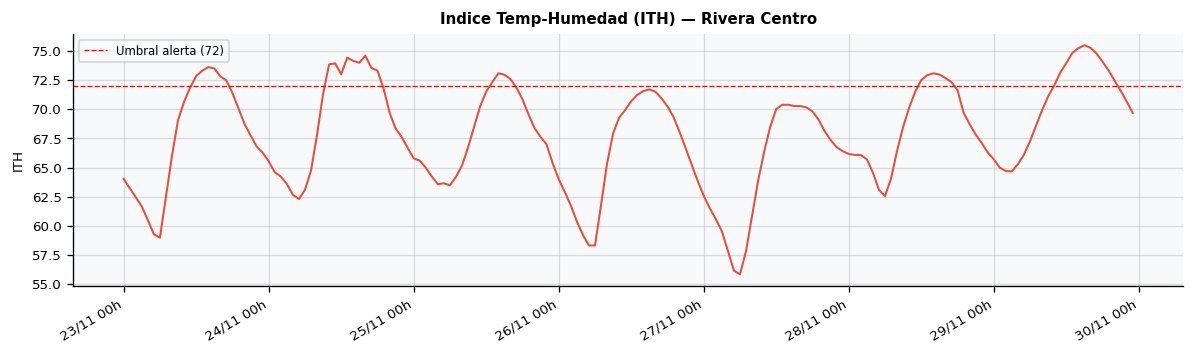 Indice Temp-Humedad (ITH) — Rivera Centro
Umbral alerta (72)
ITH
75.0
72.5
70.0
67.5
65.0
62.5
60.0
57.5
55.0
23/11 00h
24/11 00h
25/11 00h
26/11 00h
27/11 00h
28/11 00h
29/11 00h
30/11 00h